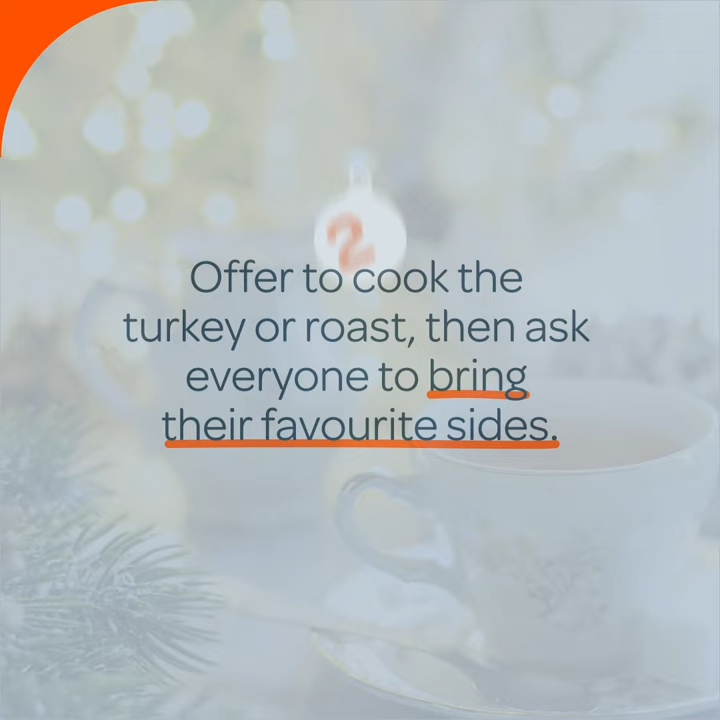 2
Offer to cook the
turkey or roast, then ask
everyone to bring
their favourite sides.